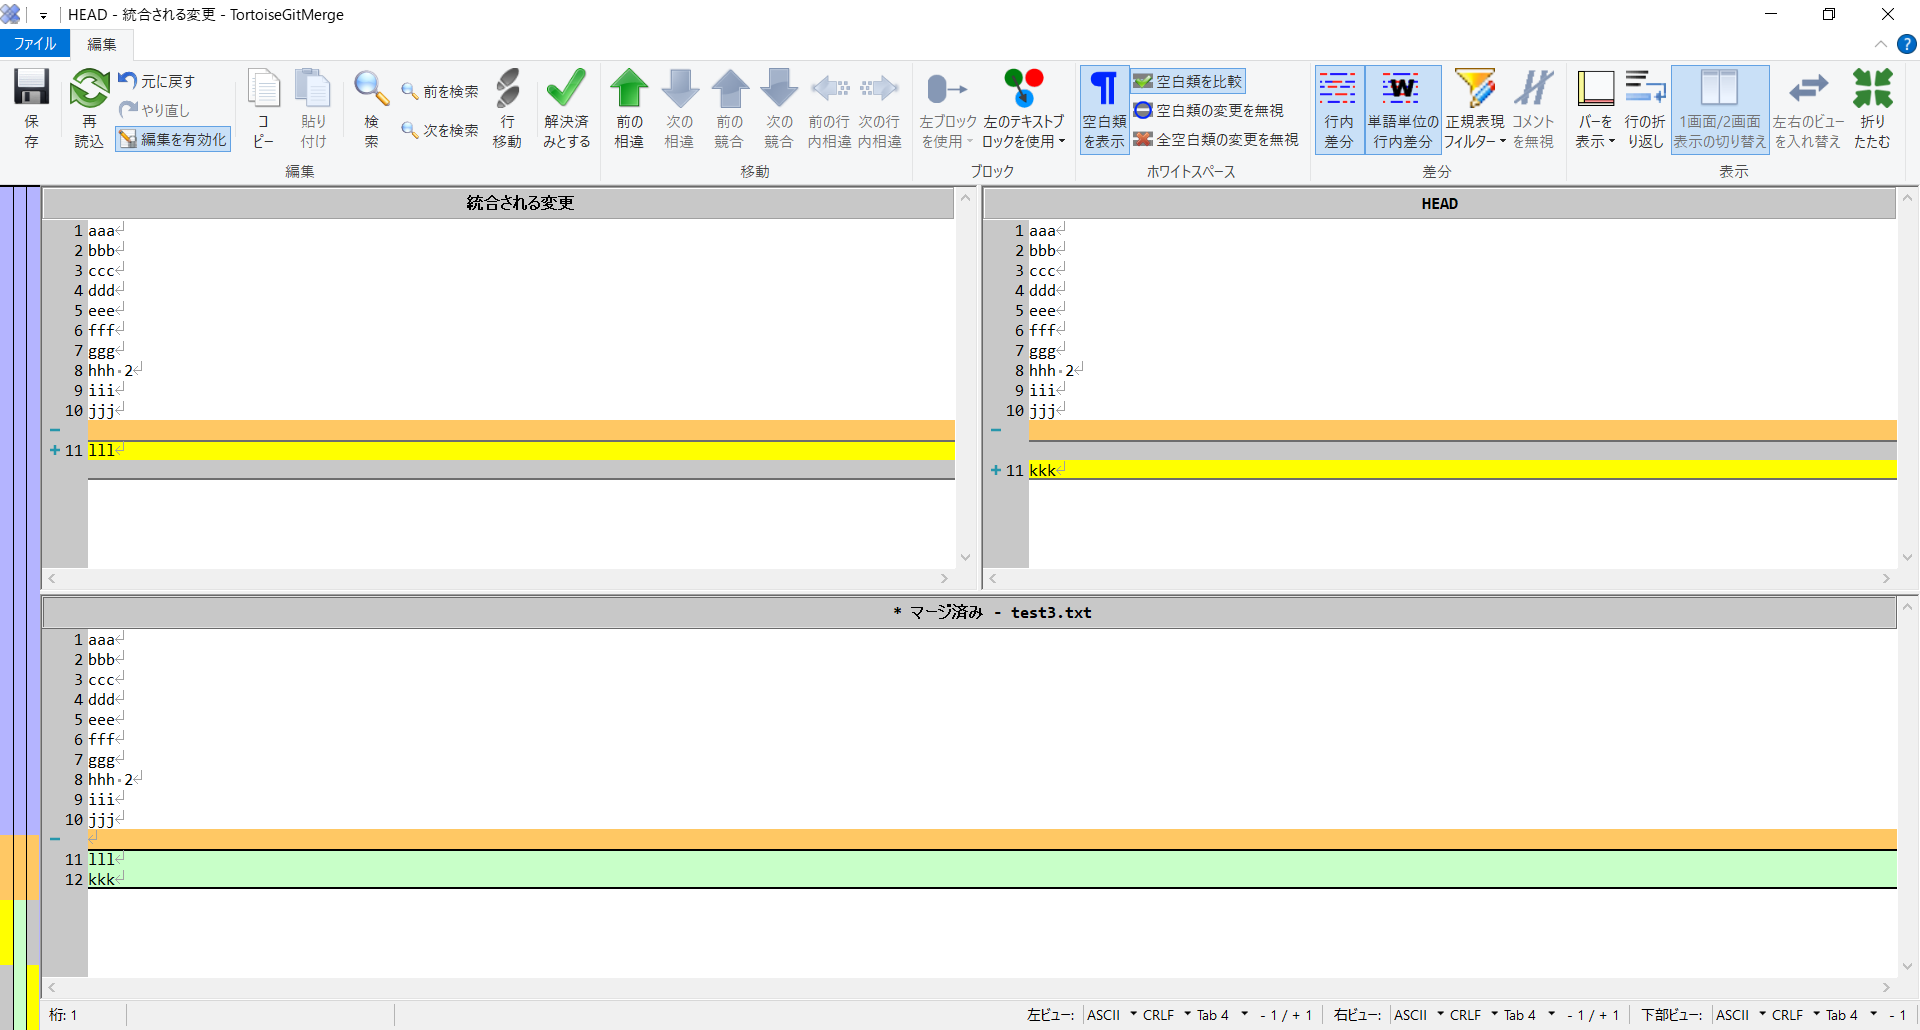 HEAD - 統合される変更 - TortoiseGitMerge
ファイル 編集
保存
再読込
元に戻す
やり直し
編集を有効化
コピー
貼り付け
検索
前を検索
次を検索
行移動
解決済みとする
前の相違
次の相違
前の競合
次の競合
前の行内相違
次の行内相違
左ブロックを使用
左のテキストブロックを使用
空白類を表示
空白類を比較
空白類の変更を無視
全空白類の変更を無視
行内差分
単語単位の行内差分
正規表現フィルター
コメントを無視
バーを表示
行の折り返し
1画面/2画面表示の切り替え
左右のビューを入れ替え
折りたたむ
編集 移動 ブロック ホワイトスペース 差分 表示
統合される変更
1 aaa
2 bbb
3 ccc
4 ddd
5 eee
6 fff
7 ggg
8 hhh·2
9 iii
10 jjj
-
+ 11 lll
HEAD
1 aaa
2 bbb
3 ccc
4 ddd
5 eee
6 fff
7 ggg
8 hhh·2
9 iii
10 jjj
-
+ 11 kkk
* マージ済み - test3.txt
1 aaa
2 bbb
3 ccc
4 ddd
5 eee
6 fff
7 ggg
8 hhh·2
9 iii
10 jjj
-
11 lll
12 kkk
桁: 1 左ビュー: ASCII CRLF Tab 4 - 1 / + 1 右ビュー: ASCII CRLF Tab 4 - 1 / + 1 下部ビュー: ASCII CRLF Tab 4 - 1